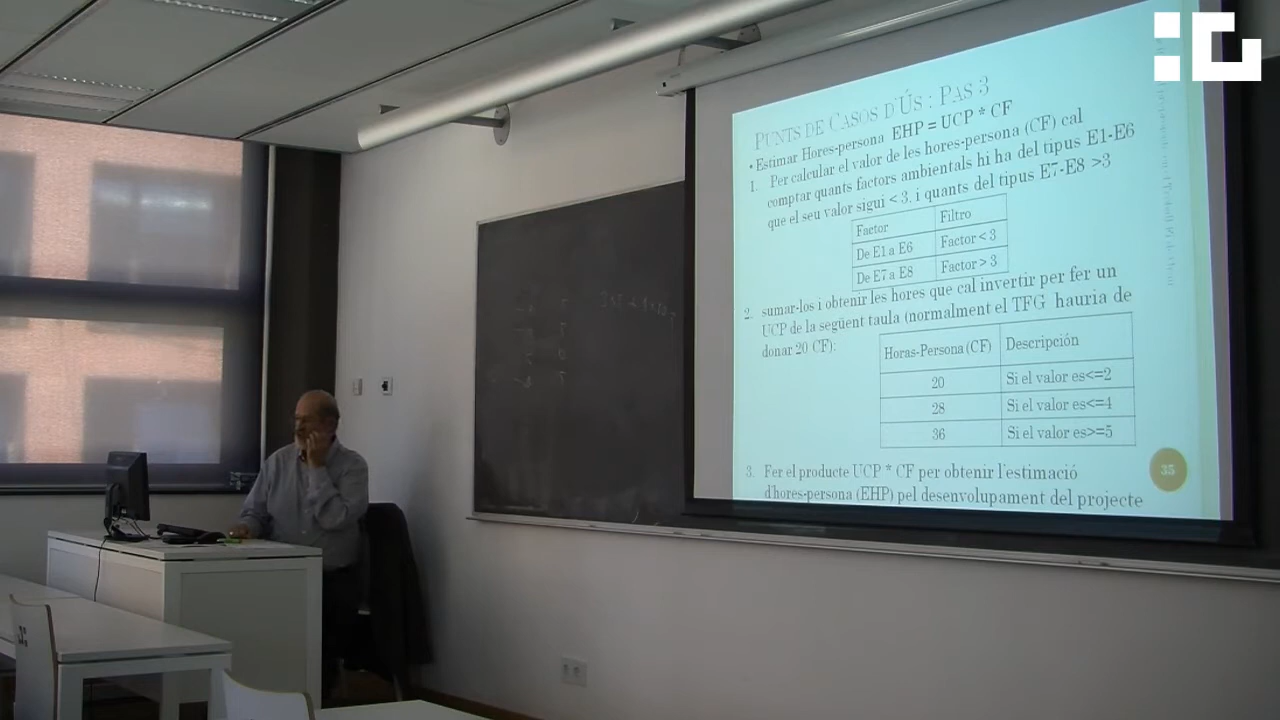 PUNTS DE CASOS D'ÚS : PAS 3
• Estimar Hores-persona EHP = UCP * CF
1. Per calcular el valor de les hores-persona (CF) cal
comptar quants factors ambientals hi ha del tipus E1-E6
que el seu valor sigui < 3, i quants del tipus E7-E8 >3
Factor Filtro
De E1 a E6 Factor < 3
De E7 a E8 Factor > 3
2. sumar-los i obtenir les hores que cal invertir per fer un
UCP de la següent taula (normalment el TFG hauria de
donar 20 CF):
Horas-Persona (CF) Descripción
20 Si el valor es<=2
28 Si el valor es<=4
36 Si el valor es>=5
3. Fer el producte UCP * CF per obtenir l'estimació
d'hores-persona (EHP) pel desenvolupament del projecte
35